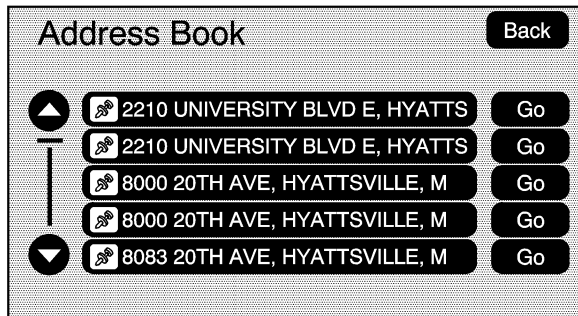 Address Book
Back
2210 UNIVERSITY BLVD E, HYATTS Go
2210 UNIVERSITY BLVD E, HYATTS Go
8000 20TH AVE, HYATTSVILLE, M Go
8000 20TH AVE, HYATTSVILLE, M Go
8083 20TH AVE, HYATTSVILLE, M Go